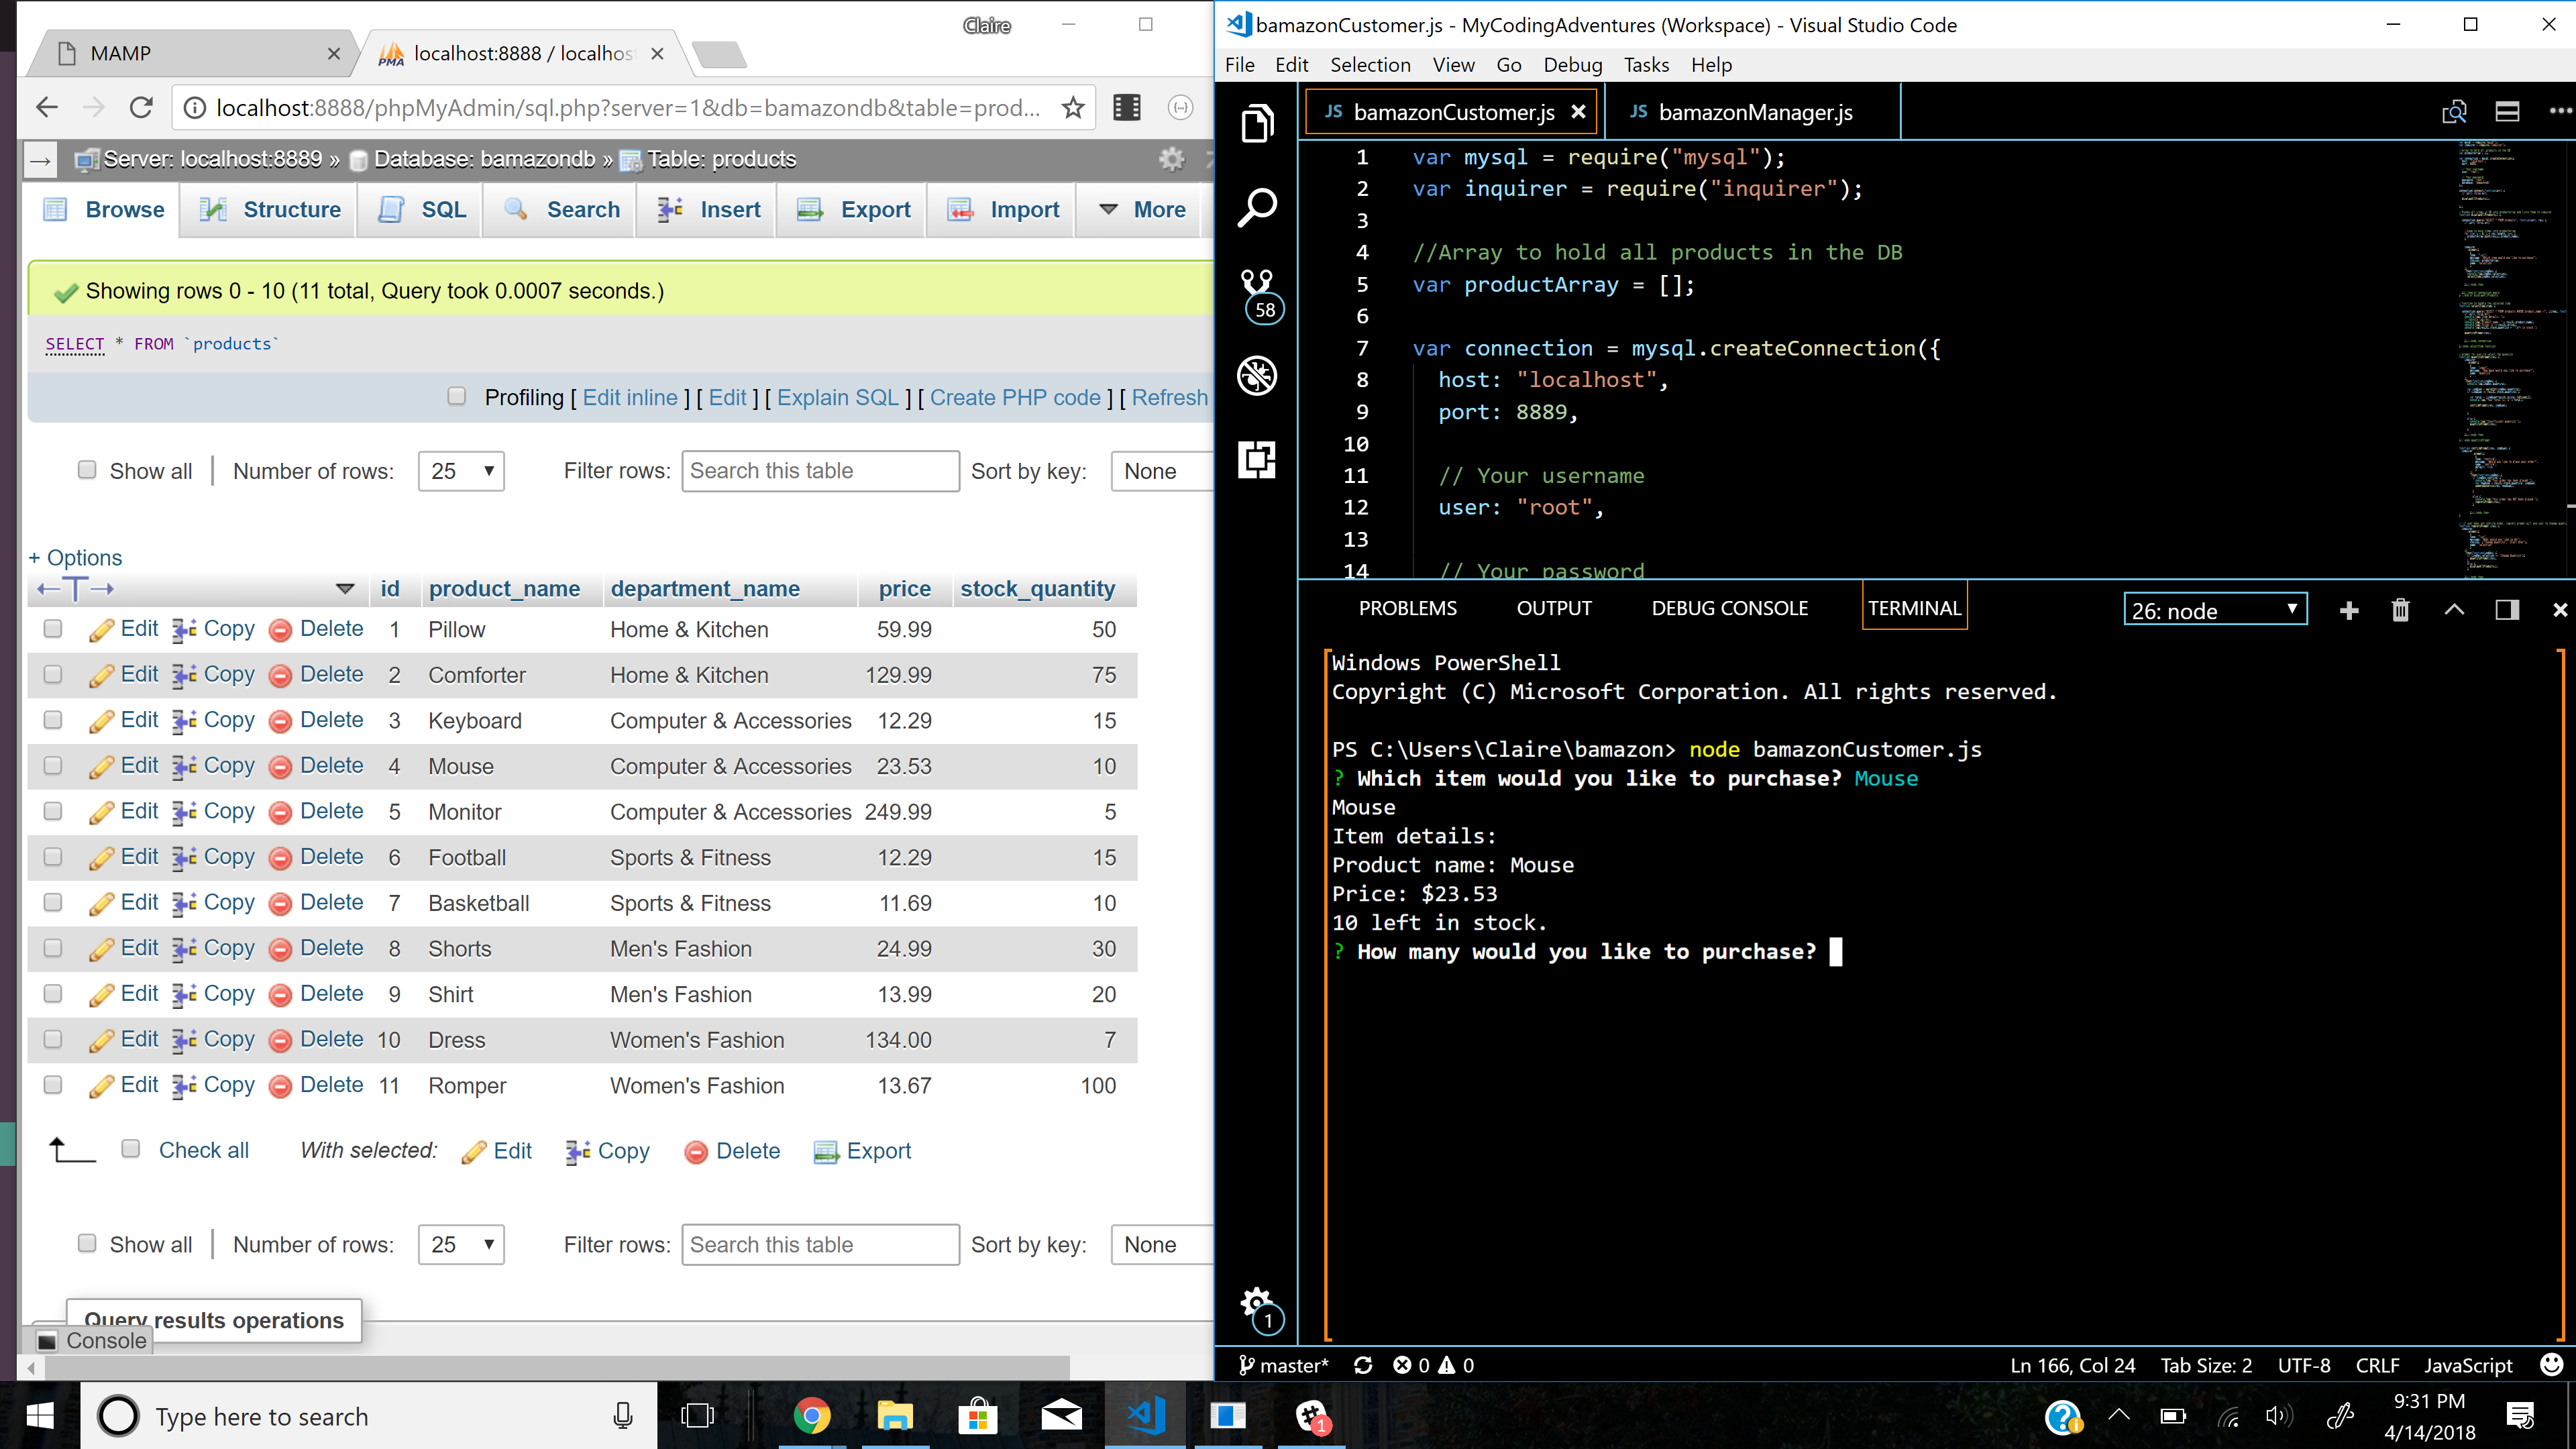 Claire
MAMP
localhost:8888 / localhos
localhost:8888/phpMyAdmin/sql.php?server=1&db=bamazondb&table=prod...
Server: localhost:8889 » Database: bamazondb » Table: products
Browse Structure SQL Search Insert Export Import More
Showing rows 0 - 10 (11 total, Query took 0.0007 seconds.)
SELECT * FROM `products`
Profiling [ Edit inline ] [ Edit ] [ Explain SQL ] [ Create PHP code ] [ Refresh
Show all | Number of rows: 25 Filter rows: Search this table Sort by key: None
+ Options
←T→ id product_name department_name price stock_quantity
Edit Copy Delete 1 Pillow Home & Kitchen 59.99 50
Edit Copy Delete 2 Comforter Home & Kitchen 129.99 75
Edit Copy Delete 3 Keyboard Computer & Accessories 12.29 15
Edit Copy Delete 4 Mouse Computer & Accessories 23.53 10
Edit Copy Delete 5 Monitor Computer & Accessories 249.99 5
Edit Copy Delete 6 Football Sports & Fitness 12.29 15
Edit Copy Delete 7 Basketball Sports & Fitness 11.69 10
Edit Copy Delete 8 Shorts Men's Fashion 24.99 30
Edit Copy Delete 9 Shirt Men's Fashion 13.99 20
Edit Copy Delete 10 Dress Women's Fashion 134.00 7
Edit Copy Delete 11 Romper Women's Fashion 13.67 100
Check all With selected: Edit Copy Delete Export
Show all | Number of rows: 25 Filter rows: Search this table Sort by key: None
Query results operations
Console
bamazonCustomer.js - MyCodingAdventures (Workspace) - Visual Studio Code
File Edit Selection View Go Debug Tasks Help
JS bamazonCustomer.js JS bamazonManager.js
58
1 var mysql = require("mysql");
2 var inquirer = require("inquirer");
3
4 //Array to hold all products in the DB
5 var productArray = [];
6
7 var connection = mysql.createConnection({
8 host: "localhost",
9 port: 8889,
10
11 // Your username
12 user: "root",
13
14 // Your password
PROBLEMS OUTPUT DEBUG CONSOLE TERMINAL 26: node
Windows PowerShell
Copyright (C) Microsoft Corporation. All rights reserved.
PS C:\Users\Claire\bamazon> node bamazonCustomer.js
? Which item would you like to purchase? Mouse
Mouse
Item details:
Product name: Mouse
Price: $23.53
10 left in stock.
? How many would you like to purchase?
1
master* 0 0 Ln 166, Col 24 Tab Size: 2 UTF-8 CRLF JavaScript
Type here to search
1
9:31 PM
4/14/2018